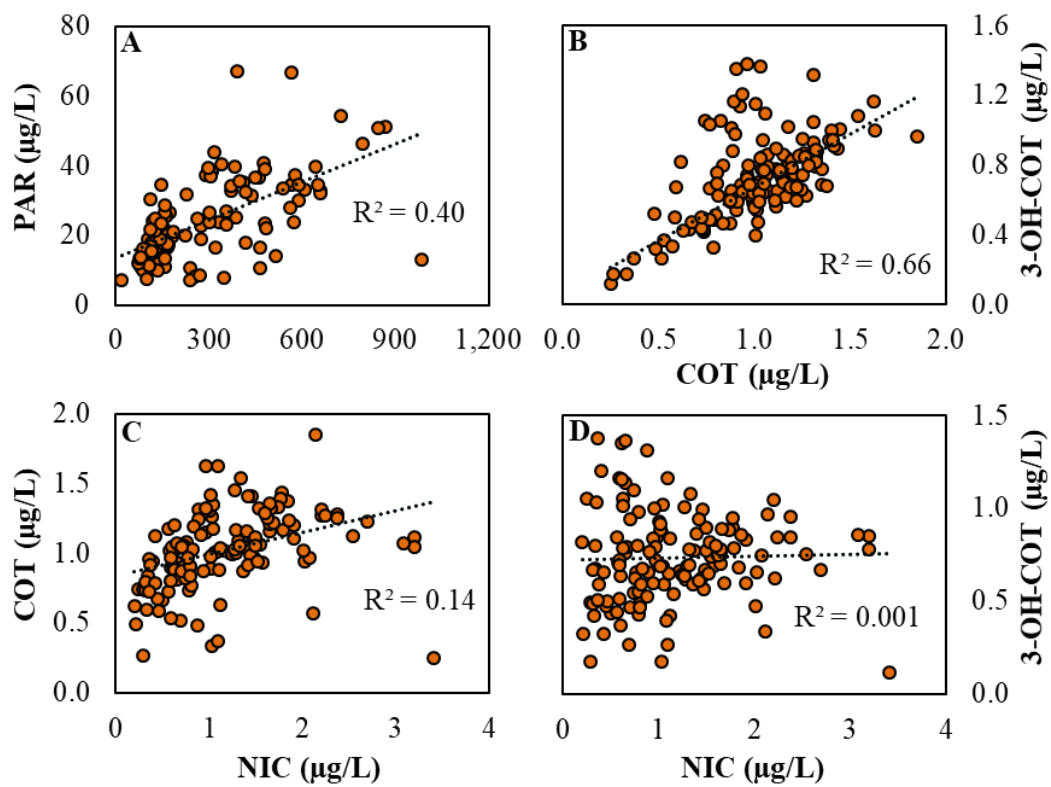 A
PAR (µg/L)
80
60
40
20
0
R² = 0.40
0 300 600 900 1,200
B
3-OH-COT (µg/L)
1.6
1.2
0.8
0.4
0.0
R² = 0.66
0.0 0.5 1.0 1.5 2.0
COT (µg/L)
C
COT (µg/L)
2.0
1.5
1.0
0.5
0.0
R² = 0.14
0 1 2 3 4
NIC (µg/L)
D
3-OH-COT (µg/L)
1.5
1.0
0.5
0.0
R² = 0.001
0 1 2 3 4
NIC (µg/L)